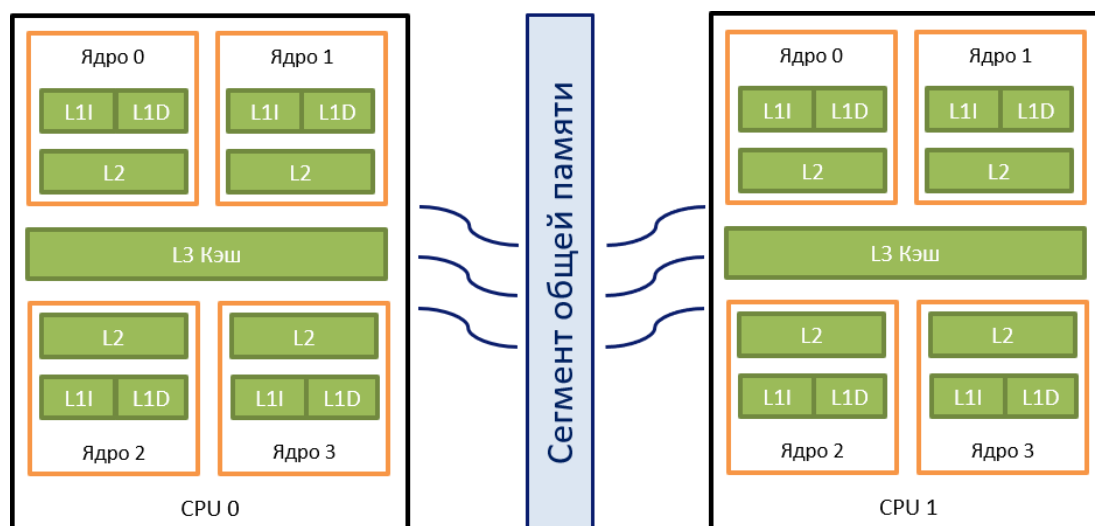 Ядро 0
Ядро 1
L1I L1D
L1I L1D
L2
L2
L3 Кэш
L2
L2
L1I L1D
L1I L1D
Ядро 2
Ядро 3
CPU 0
Сегмент общей памяти
Ядро 0
Ядро 1
L1I L1D
L1I L1D
L2
L2
L3 Кэш
L2
L2
L1I L1D
L1I L1D
Ядро 2
Ядро 3
CPU 1